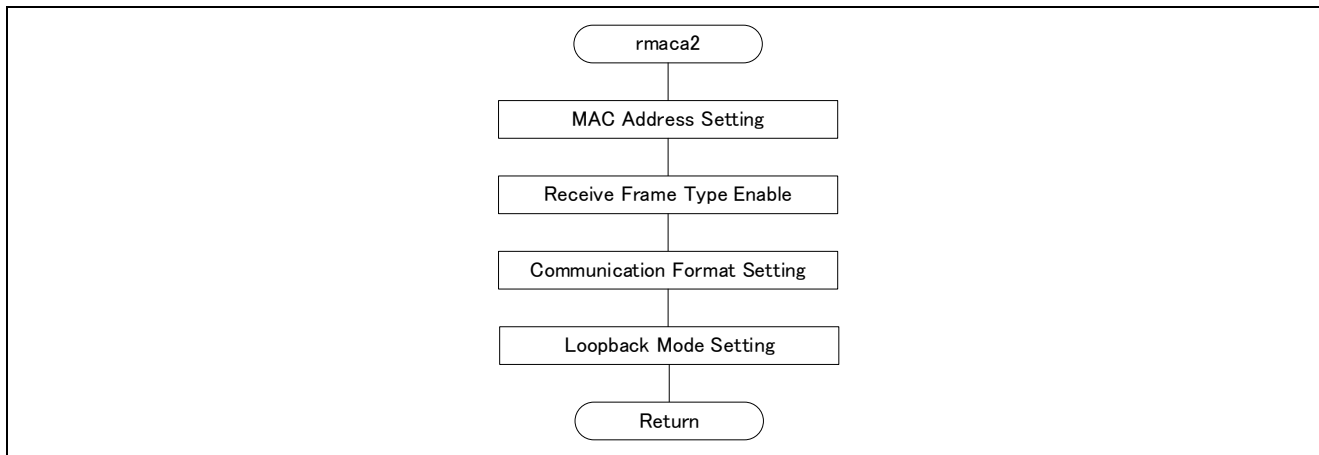 rmaca2
MAC Address Setting
Receive Frame Type Enable
Communication Format Setting
Loopback Mode Setting
Return